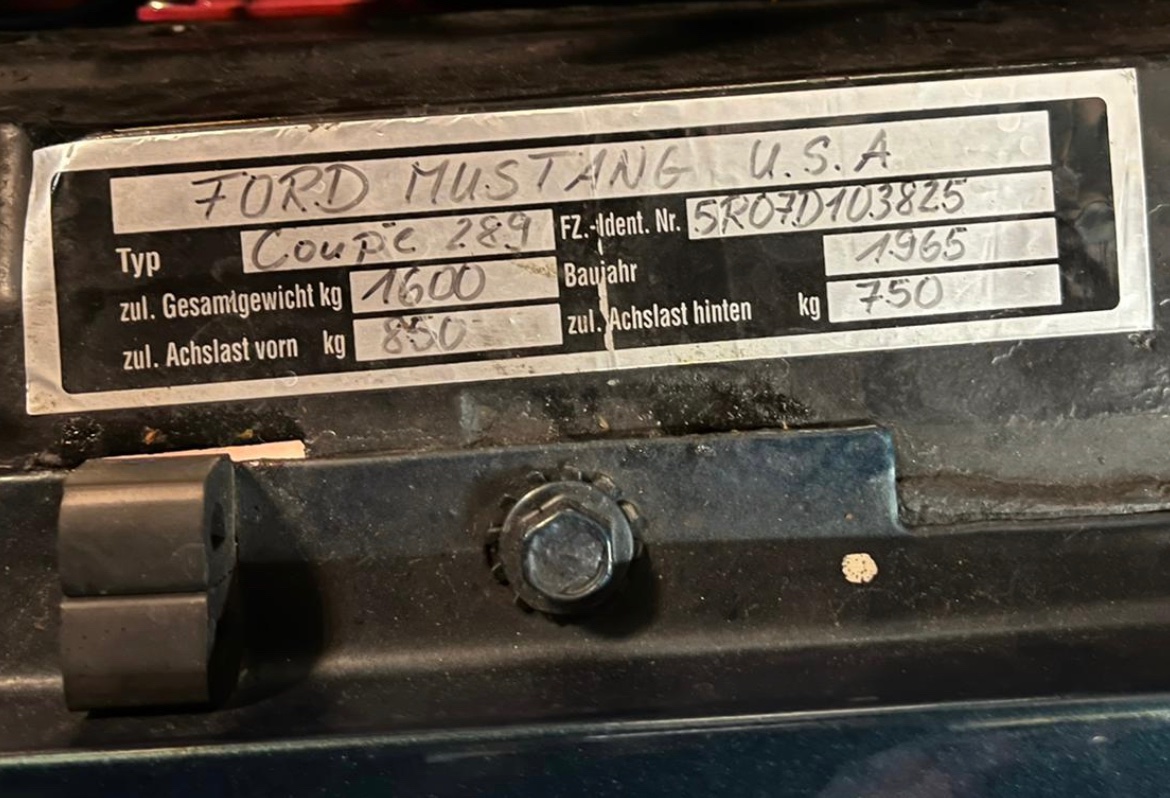 FORD MUSTANG U.S.A
Typ Coupe 289 FZ.-Ident. Nr. 5R07D103825
zul. Gesamtgewicht kg 1600 Baujahr 1965
zul. Achslast vorn kg 850 zul. Achslast hinten kg 750